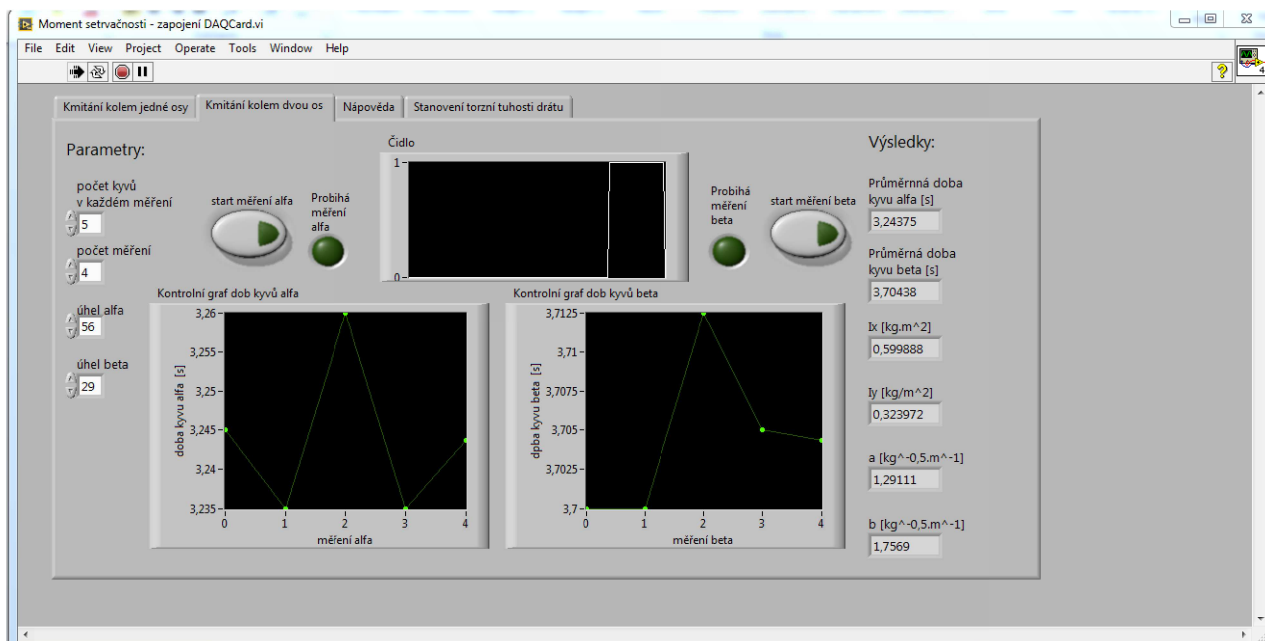 Moment setrvačnosti - zapojení DAQCard.vi
File Edit View Project Operate Tools Window Help
4
Kmitání kolem jedné osy Kmitání kolem dvou os Nápověda Stanovení torzní tuhosti drátu
Parametry:
počet kyvů
v každém měření
5
počet měření
4
úhel alfa
56
úhel beta
29
start měření alfa
Probihá
měření
alfa
Čidlo
1
0
Probihá
měření
beta
start měření beta
Kontrolní graf dob kyvů alfa
doba kyvu alfa [s]
3,26
3,255
3,25
3,245
3,24
3,235
0 1 2 3 4
měření alfa
Kontrolní graf dob kyvů beta
dpba kyvu beta [s]
3,7125
3,71
3,7075
3,705
3,7025
3,7
0 1 2 3 4
měření beta
Výsledky:
Průměrnná doba
kyvu alfa [s]
3,24375
Průměrná doba
kyvu beta [s]
3,70438
Ix [kg.m^2]
0,599888
Iy [kg/m^2]
0,323972
a [kg^-0,5.m^-1]
1,29111
b [kg^-0,5.m^-1]
1,7569